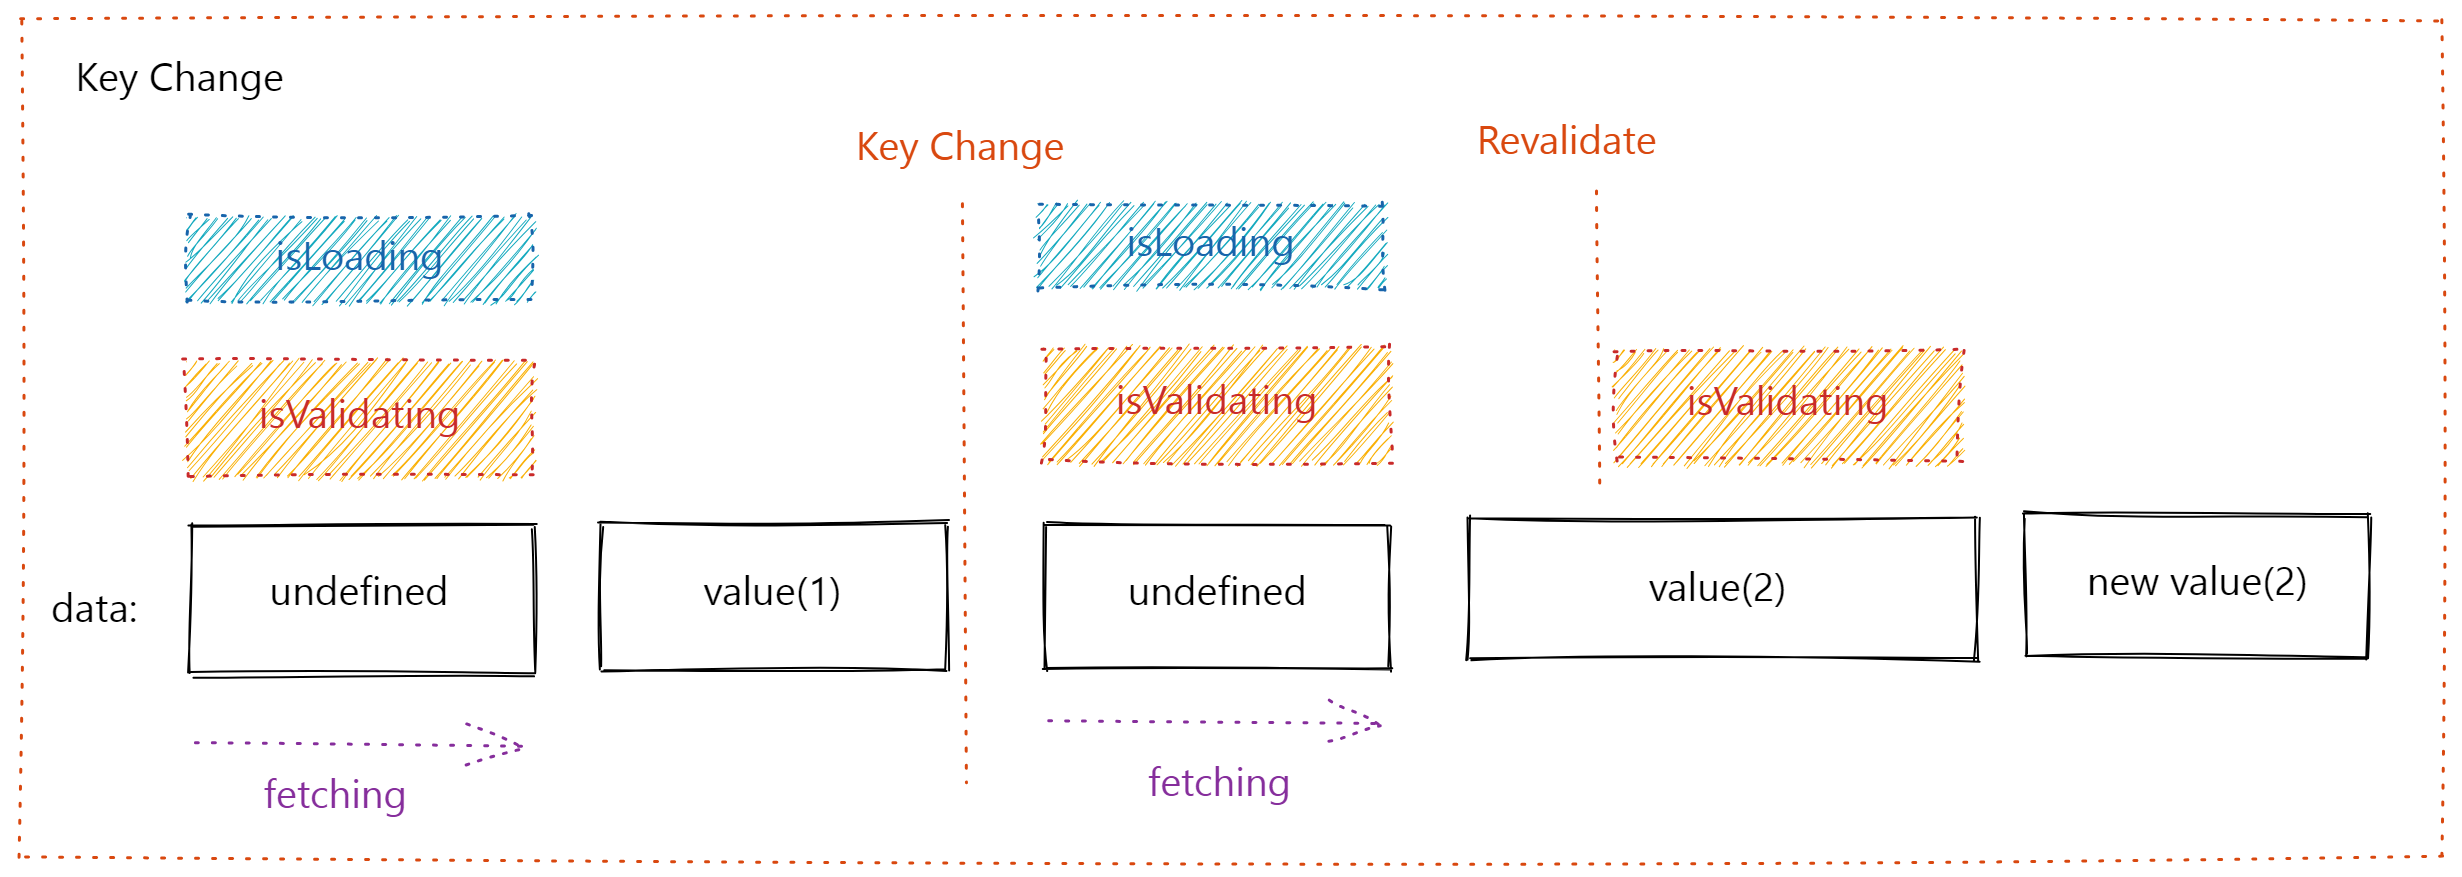 Key Change
Key Change
Revalidate
isLoading
isLoading
isValidating
isValidating
isValidating
data:
undefined
value(1)
undefined
value(2)
new value(2)
fetching
fetching